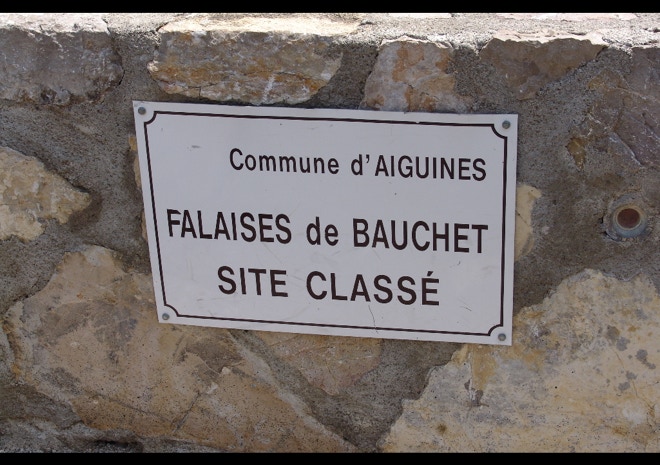 Commune d'AIGUINES
FALAISES de BAUCHET
SITE CLASSÉ